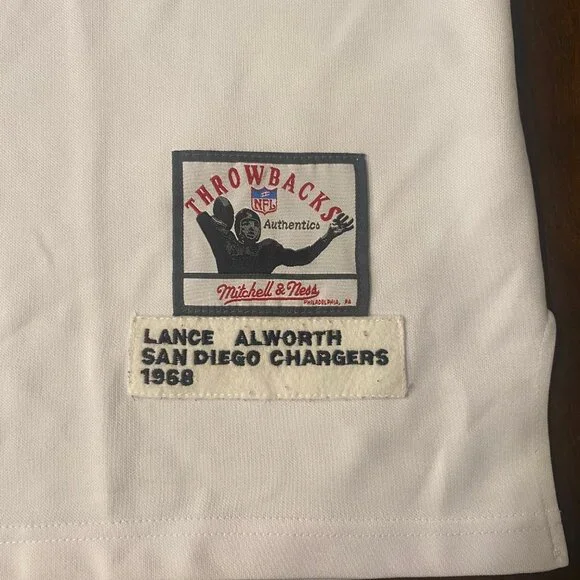 THROWBACKS
NFL
Authentics
Mitchell & Ness
PHILADELPHIA, PA
LANCE ALWORTH
SAN DIEGO CHARGERS
1968